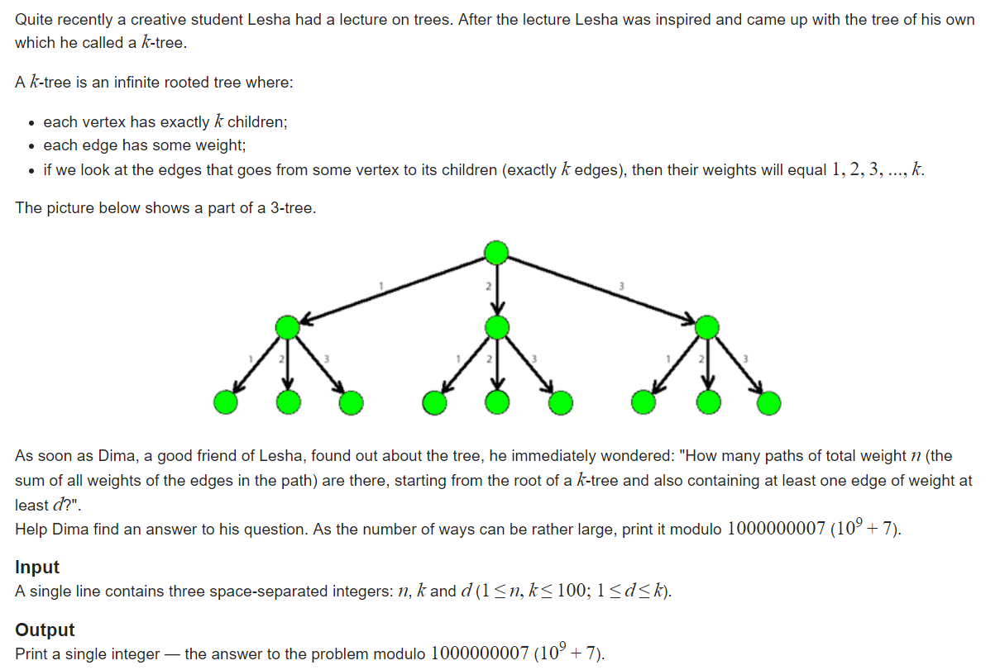 Quite recently a creative student Lesha had a lecture on trees. After the lecture Lesha was inspired and came up with the tree of his own
which he called a k-tree.
A k-tree is an infinite rooted tree where:
• each vertex has exactly k children;
• each edge has some weight;
• if we look at the edges that goes from some vertex to its children (exactly k edges), then their weights will equal 1, 2, 3, ..., k.
The picture below shows a part of a 3-tree.
1 2 3
1 2 3 1 2 3 1 2 3
As soon as Dima, a good friend of Lesha, found out about the tree, he immediately wondered: "How many paths of total weight n (the
sum of all weights of the edges in the path) are there, starting from the root of a k-tree and also containing at least one edge of weight at
least d?".
Help Dima find an answer to his question. As the number of ways can be rather large, print it modulo 1000000007 (10⁹ + 7).
Input
A single line contains three space-separated integers: n, k and d (1 ≤ n, k ≤ 100; 1 ≤ d ≤ k).
Output
Print a single integer — the answer to the problem modulo 1000000007 (10⁹ + 7).